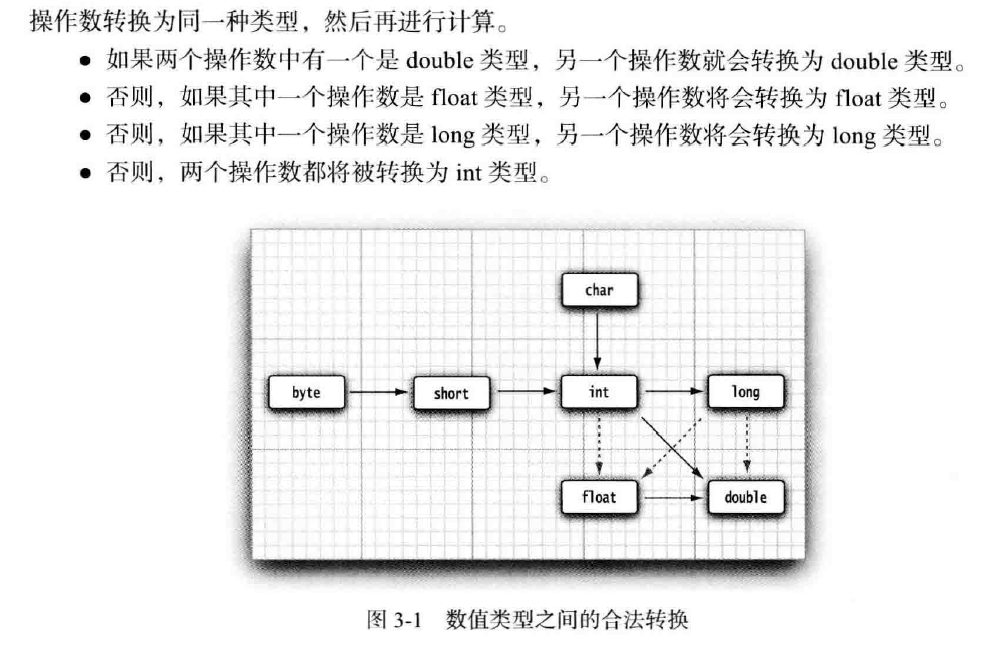 操作数转换为同一种类型，然后再进行计算。
● 如果两个操作数中有一个是 double 类型，另一个操作数就会转换为 double 类型。
● 否则，如果其中一个操作数是 float 类型，另一个操作数将会转换为 float 类型。
● 否则，如果其中一个操作数是 long 类型，另一个操作数将会转换为 long 类型。
● 否则，两个操作数都将被转换为 int 类型。
char
byte
short
int
long
float
double
图 3-1 数值类型之间的合法转换